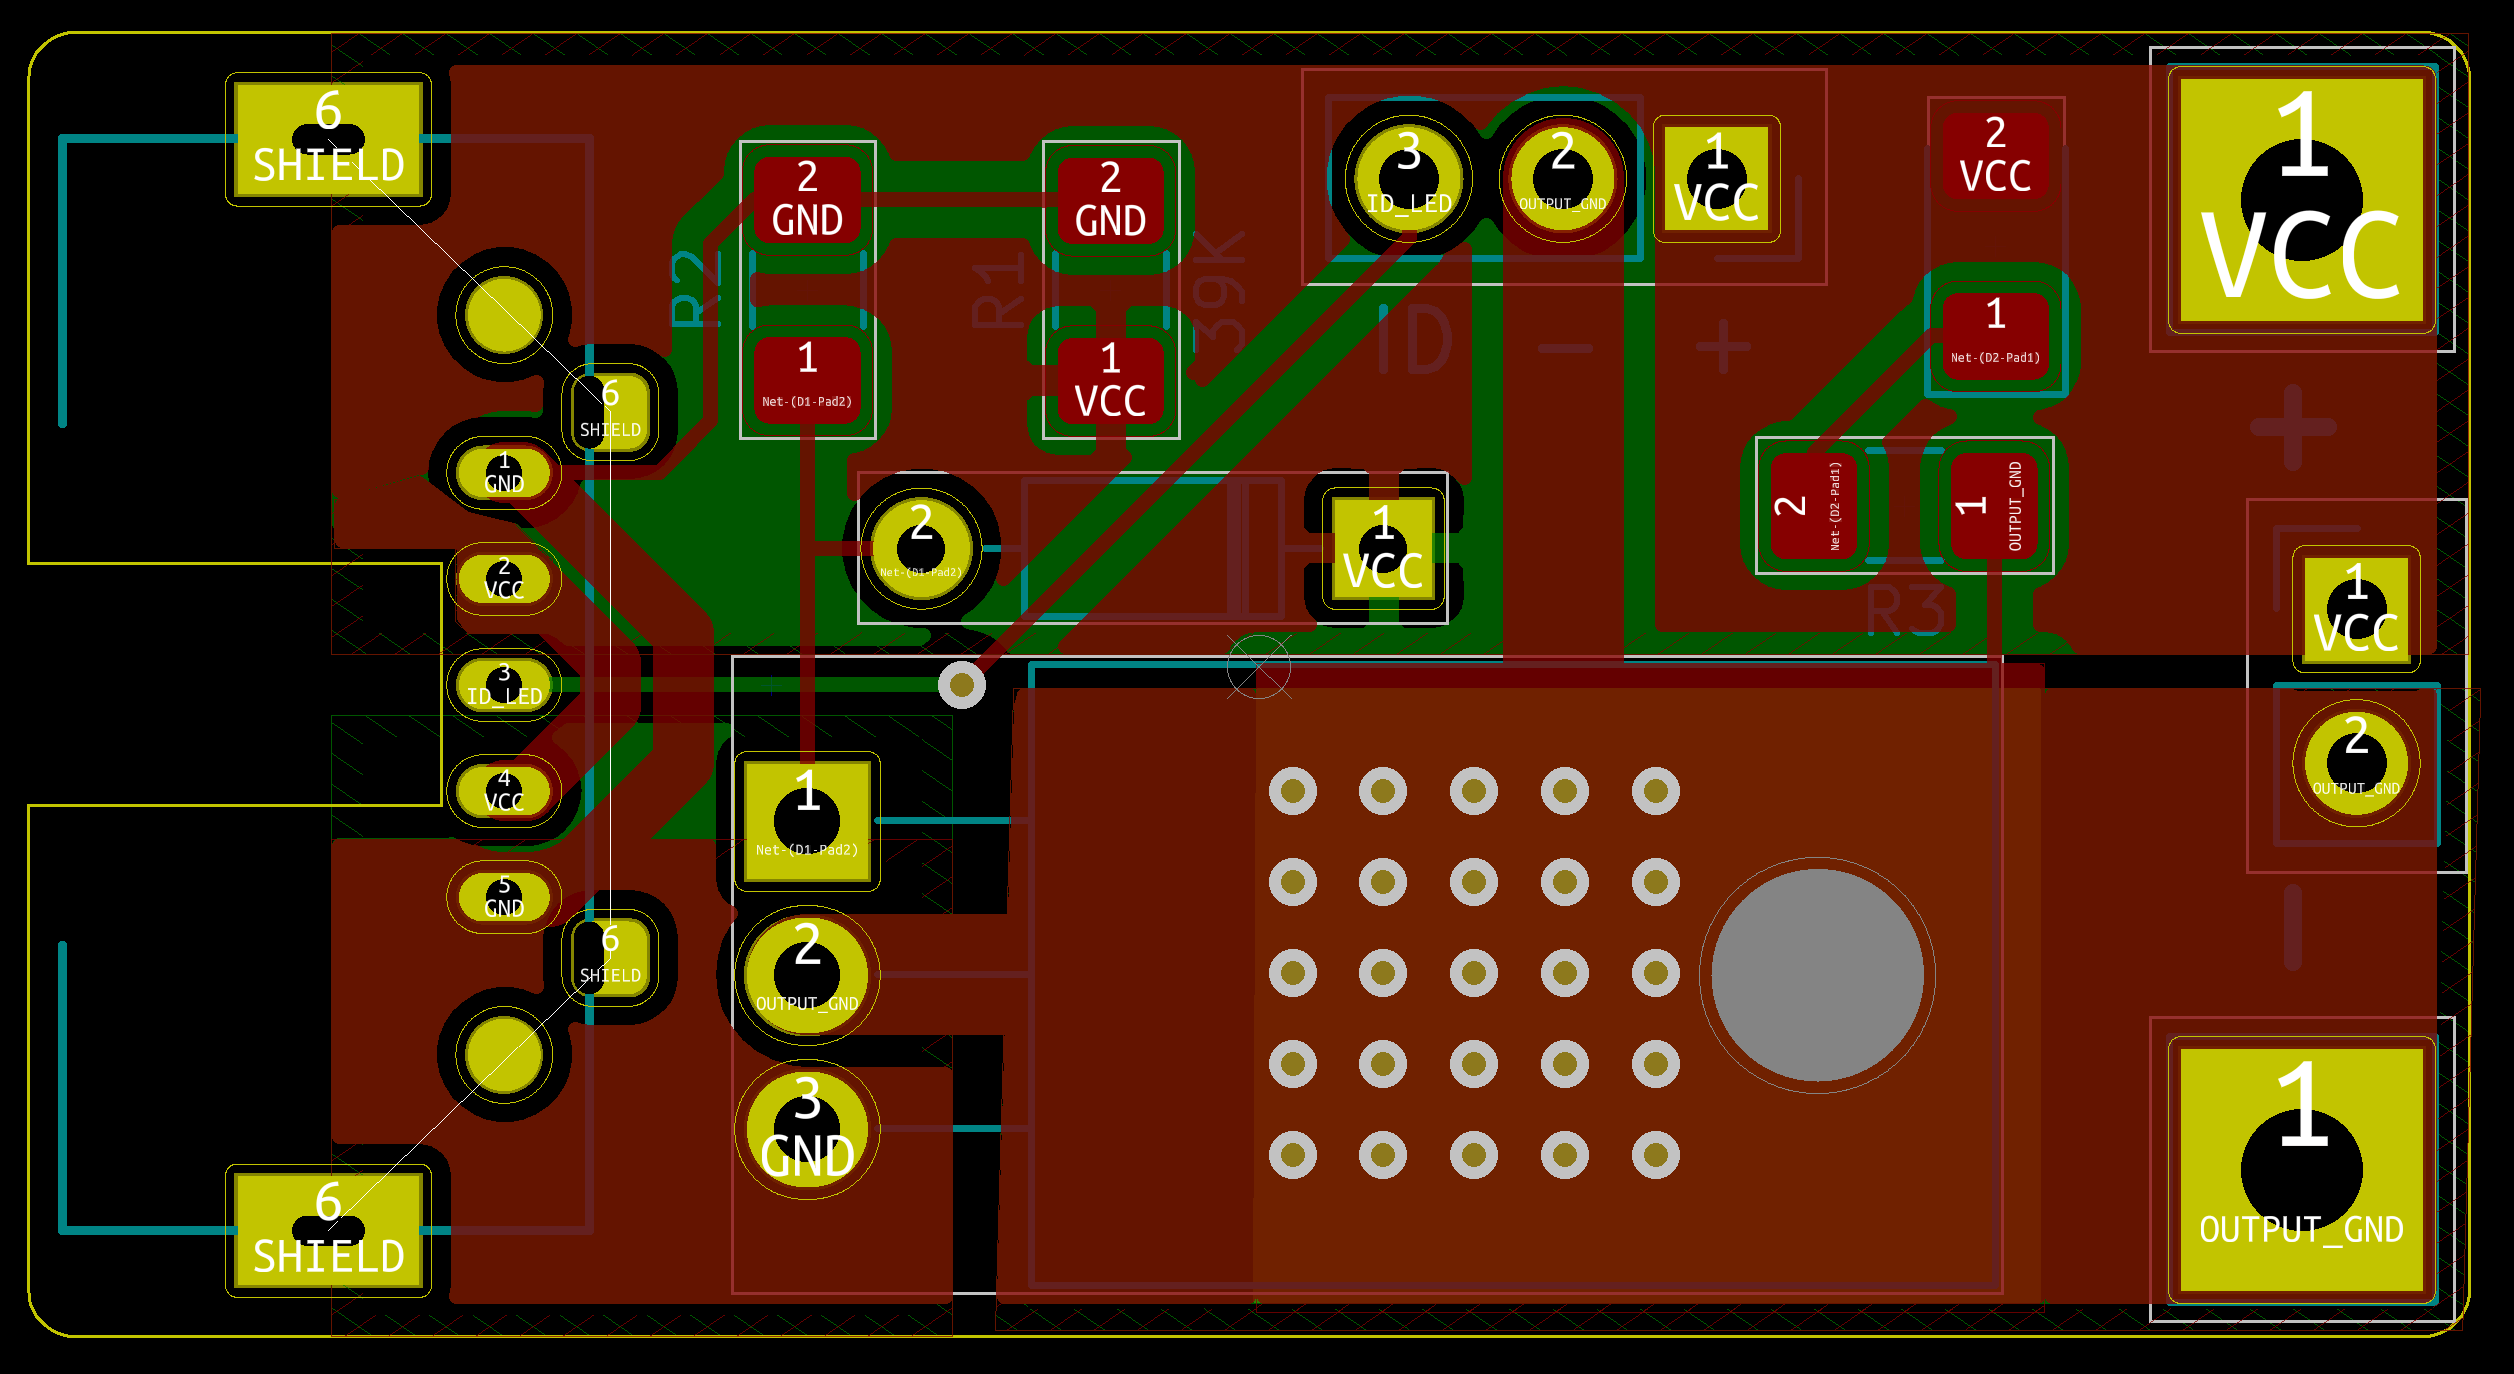 6
SHIELD
2
GND
2
GND
3
ID_LED
2
OUTPUT_GND
1
VCC
2
VCC
1
VCC
R2
R1
39K
ID
-
+
1
Net-(D1-Pad2)
1
VCC
1
Net-(D2-Pad1)
+
6
SHIELD
1
GND
2
VCC
3
ID_LED
4
VCC
5
GND
6
SHIELD
2
Net-(D1-Pad2)
1
VCC
2
Net-(D2-Pad1)
1
OUTPUT_GND
R3
1
VCC
2
OUTPUT_GND
-
1
Net-(D1-Pad2)
2
OUTPUT_GND
3
GND
6
SHIELD
1
OUTPUT_GND